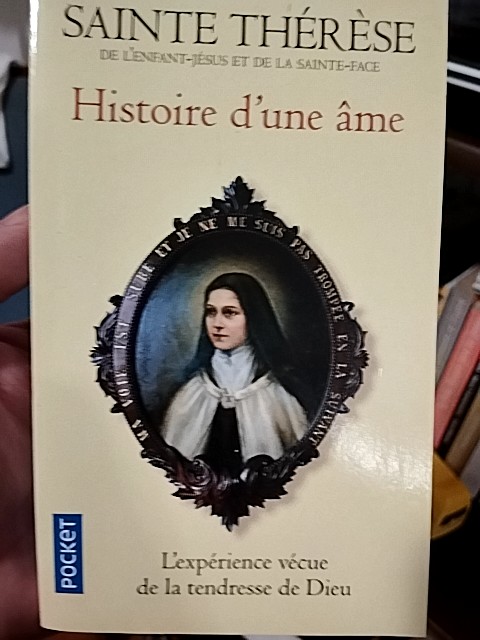 SAINTE THÉRÈSE
DE L'ENFANT-JÉSUS ET DE LA SAINTE-FACE
Histoire d'une âme
MA VOIE EST SURE ET JE NE ME SUIS PAS TROMPÉE EN LA SUIVANT
POCKET
L'expérience vécue
de la tendresse de Dieu